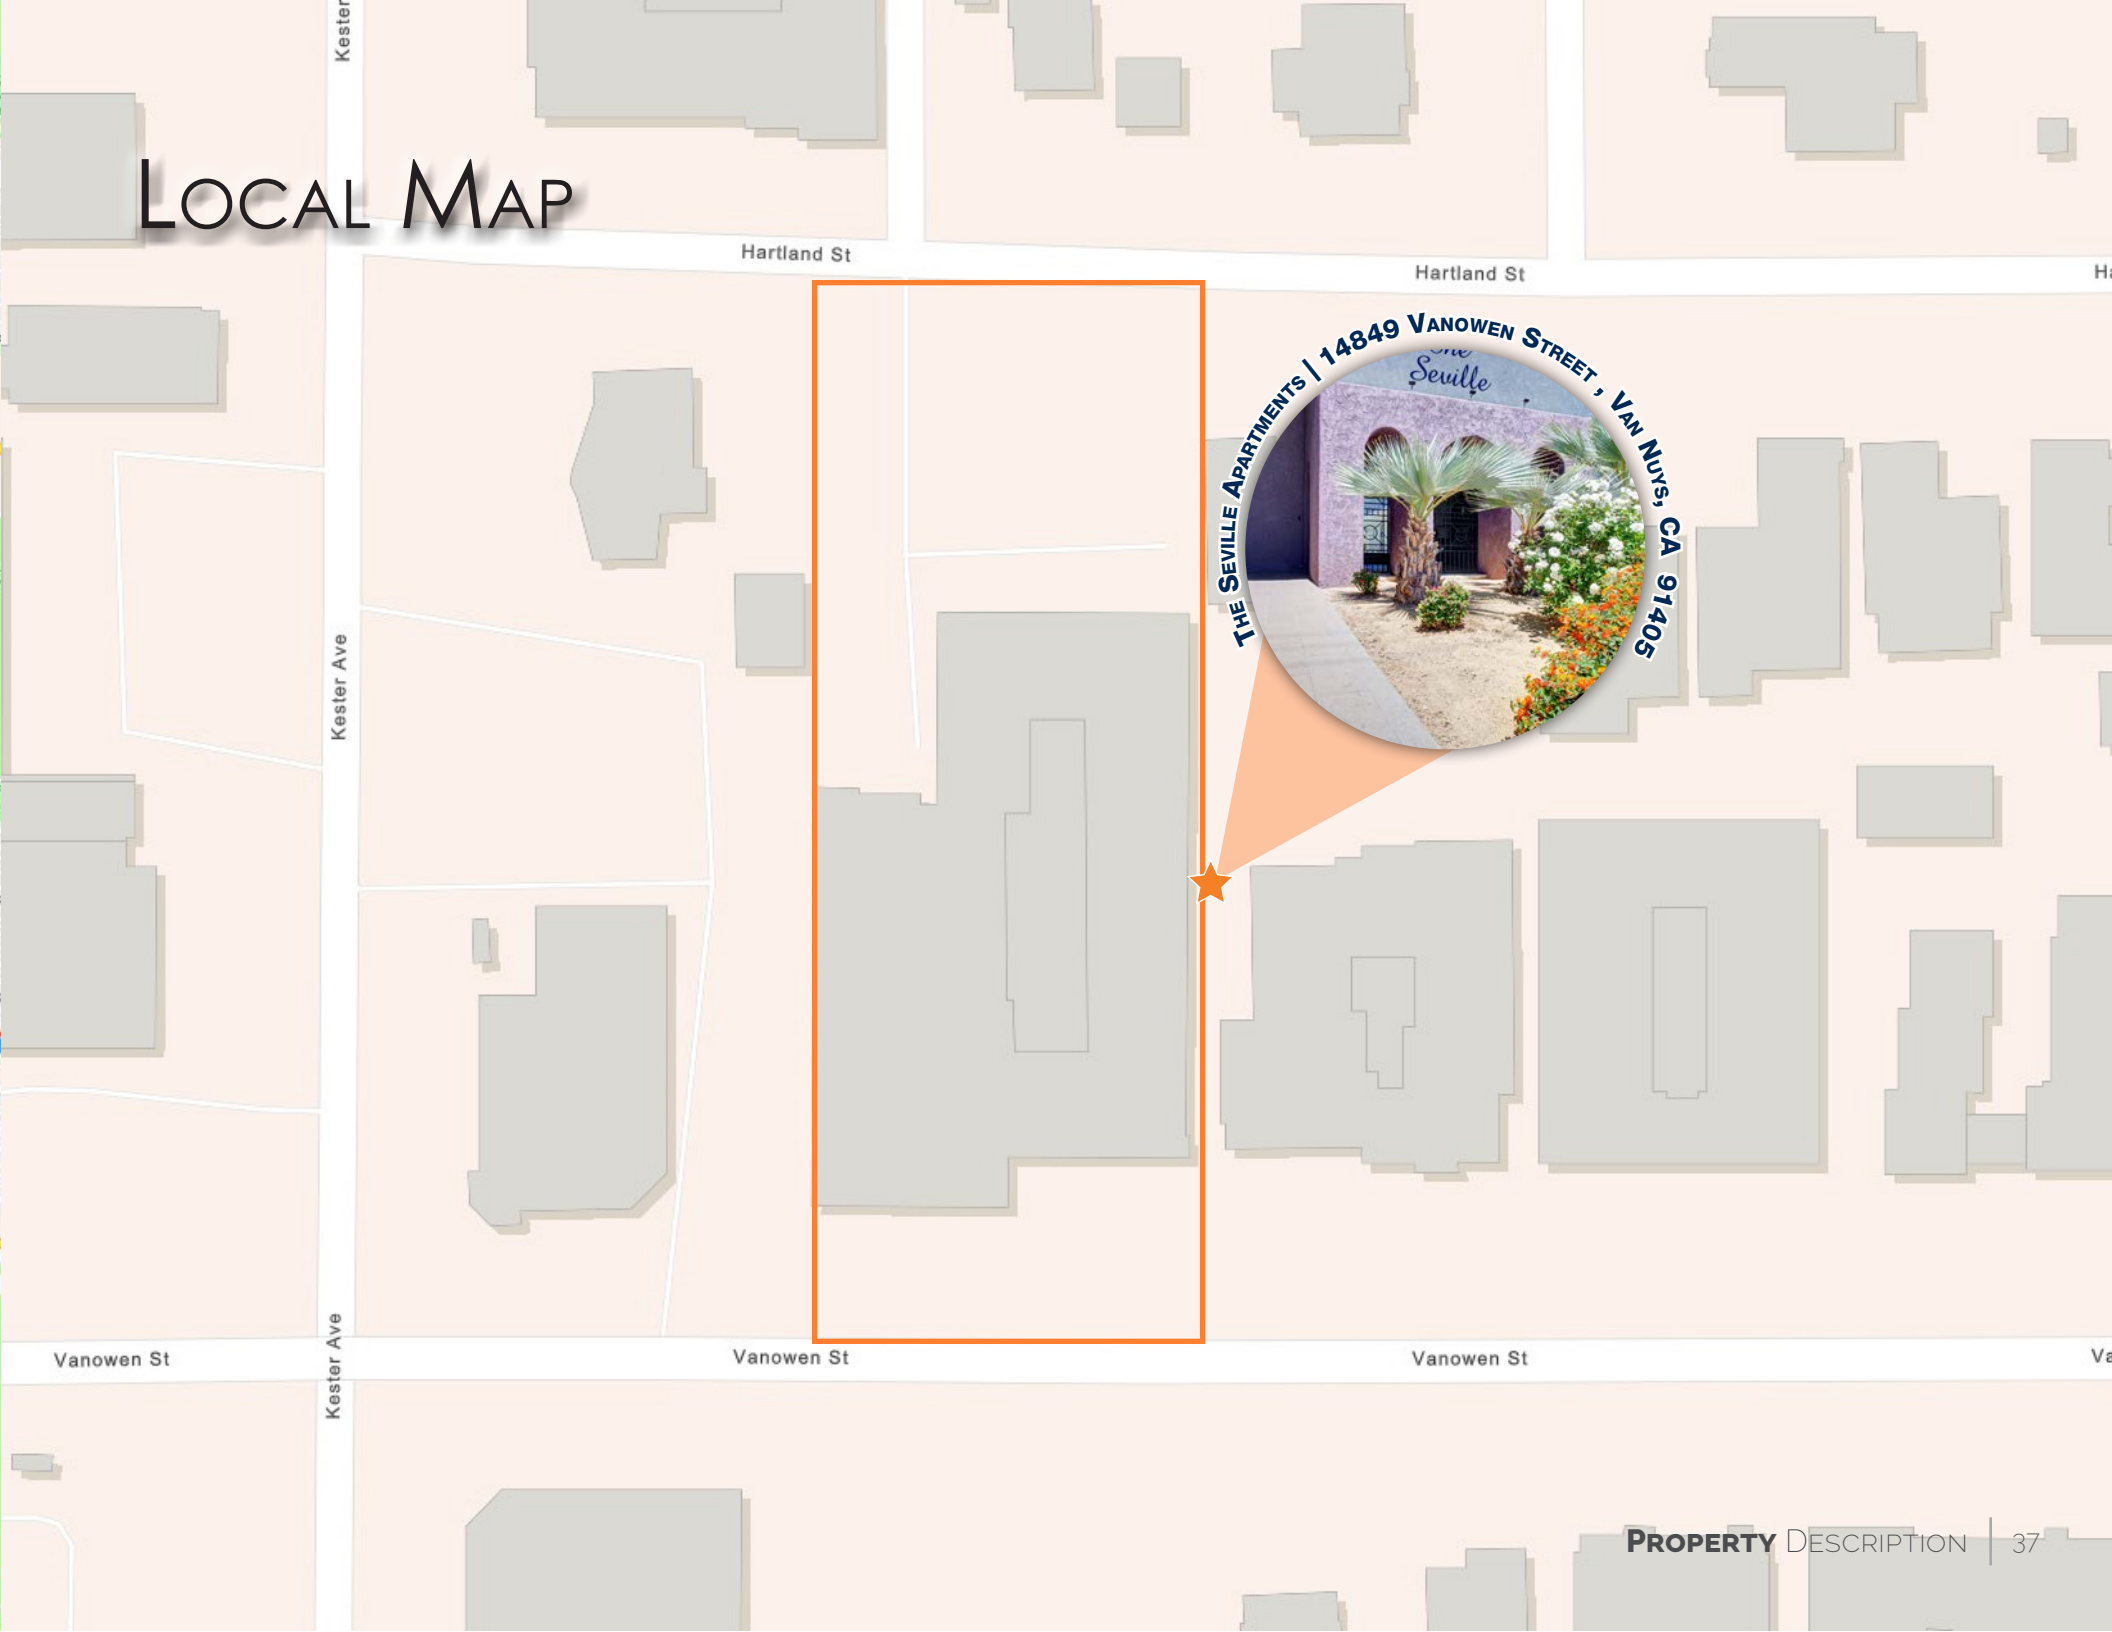 Kester
Local Map
Hartland St
Hartland St
The Seville Apartments | 14849 Vanowen Street , Van Nuys, CA 91405
The
Seville
Kester Ave
Kester Ave
Vanowen St
Vanowen St
Vanowen St
Property Description | 37